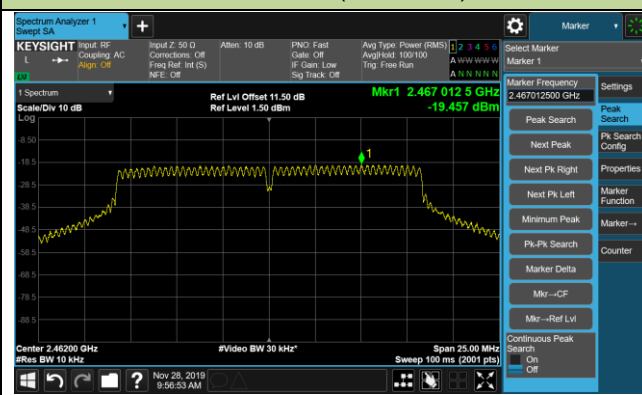 Spectrum Analyzer 1
Swept SA
+
Marker
KEYSIGHT
L
Input: RF
Coupling: AC
Align: Off
Input Z: 50 Ω
Corrections: Off
Freq Ref: Int (S)
NFE: Off
Atten: 10 dB
PNO: Fast
Gate: Off
IF Gain: Low
Sig Track: Off
Avg Type: Power (RMS)
Avg|Hold: 100/100
Trig: Free Run
1 2 3 4 5 6
A W W W W W
A N N N N N
Select Marker
Marker 1
1 Spectrum
Scale/Div 10 dB
Log
Ref Lvl Offset 11.50 dB
Ref Level 1.50 dBm
Mkr1 2.467 012 5 GHz
-19.457 dBm
-8.50
-18.5
-28.5
-38.5
-48.5
-58.5
-68.5
-78.5
-88.5
1
Center 2.46200 GHz
#Res BW 10 kHz
#Video BW 30 kHz*
Span 25.00 MHz
Sweep 100 ms (2001 pts)
Marker Frequency
2.467012500 GHz
Peak Search
Next Peak
Next Pk Right
Next Pk Left
Minimum Peak
Pk-Pk Search
Marker Delta
Mkr→CF
Mkr→Ref Lvl
Continuous Peak
Search
On
Off
Settings
Peak
Search
Pk Search
Config
Properties
Marker
Function
Marker→
Counter
?
Nov 28, 2019
9:56:53 AM